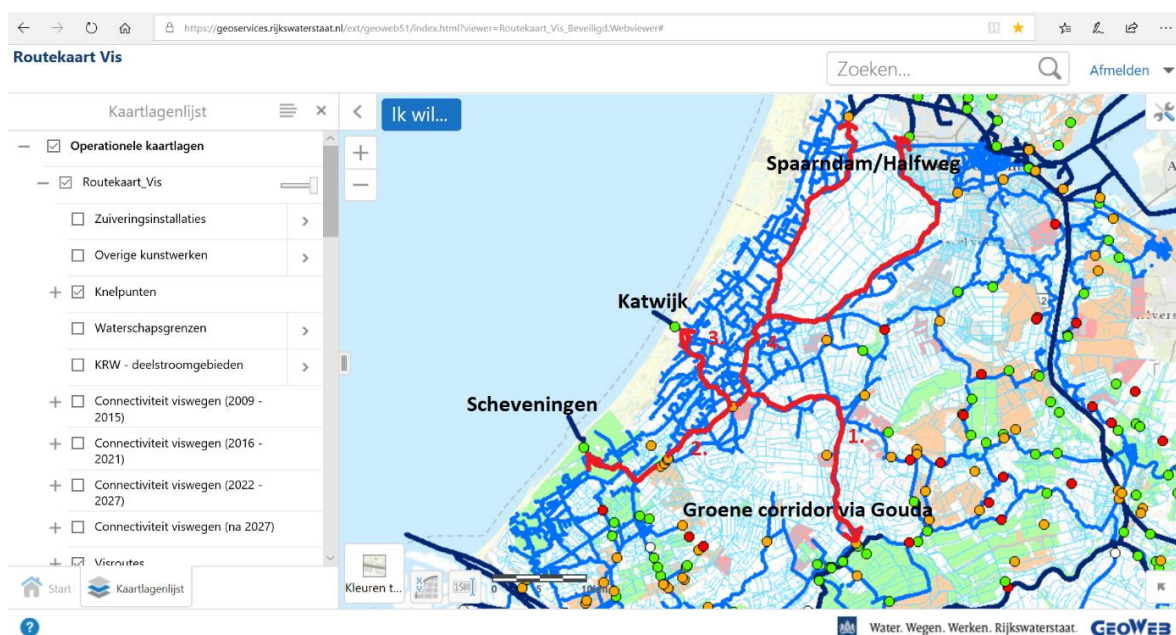 https://geoservices.rijkswaterstaat.nl/ext/geoweb51/index.html?viewer=Routekaart_Vis_Beveiligd.Webviewer#
Routekaart Vis
Zoeken...
Afmelden
Kaartlagenlijst
Ik wil...
Operationele kaartlagen
Routekaart_Vis
Zuiveringsinstallaties
Overige kunstwerken
Knelpunten
Waterschapsgrenzen
KRW - deelstroomgebieden
Connectiviteit viswegen (2009 -
2015)
Connectiviteit viswegen (2016 -
2021)
Connectiviteit viswegen (2022 -
2027)
Connectiviteit viswegen (na 2027)
Visroutes
Spaarndam/Halfweg
Katwijk
3.
4.
Scheveningen
2.
1.
Groene corridor via Gouda
Kleuren t...
0 5 10km
Start
Kaartlagenlijst
Water. Wegen. Werken. Rijkswaterstaat.
GEOWEB